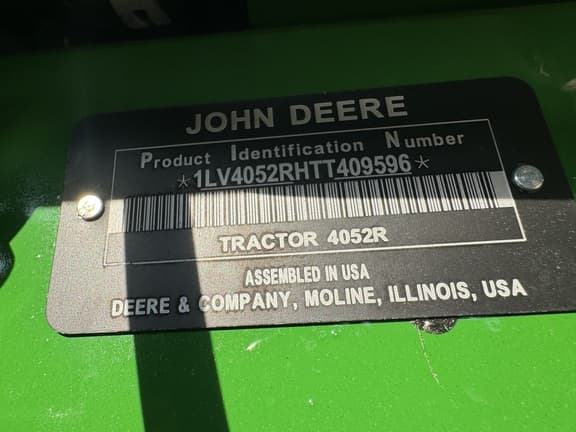 JOHN DEERE
Product Identification Number
*1LV4052RHTT409596*
TRACTOR 4052R
ASSEMBLED IN USA
DEERE & COMPANY, MOLINE, ILLINOIS, USA